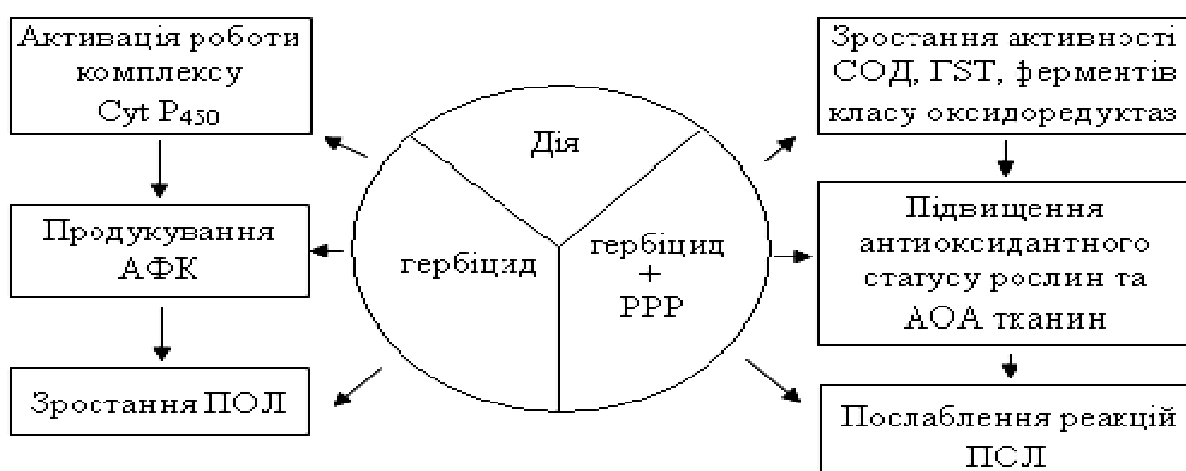 Активація роботи
комплексу
Cyt P450
Продукування
АФК
Зростання ПОЛ
Дія
гербіцид
гербіцид
+
РРР
Зростання активності
СОД, ГST, ферментів
класу оксидоредуктаз
Підвищення
антиоксидантного
статусу рослин та
АОА тканин
Послаблення реакцій
ПСЛ